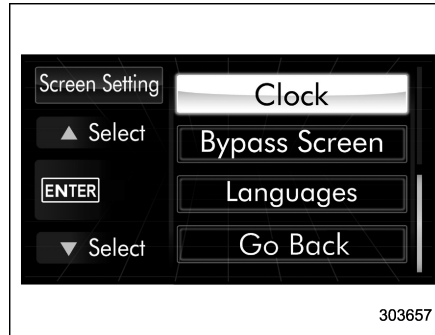 Screen Setting
Clock
▲ Select
Bypass Screen
ENTER
Languages
▼ Select
Go Back
303657